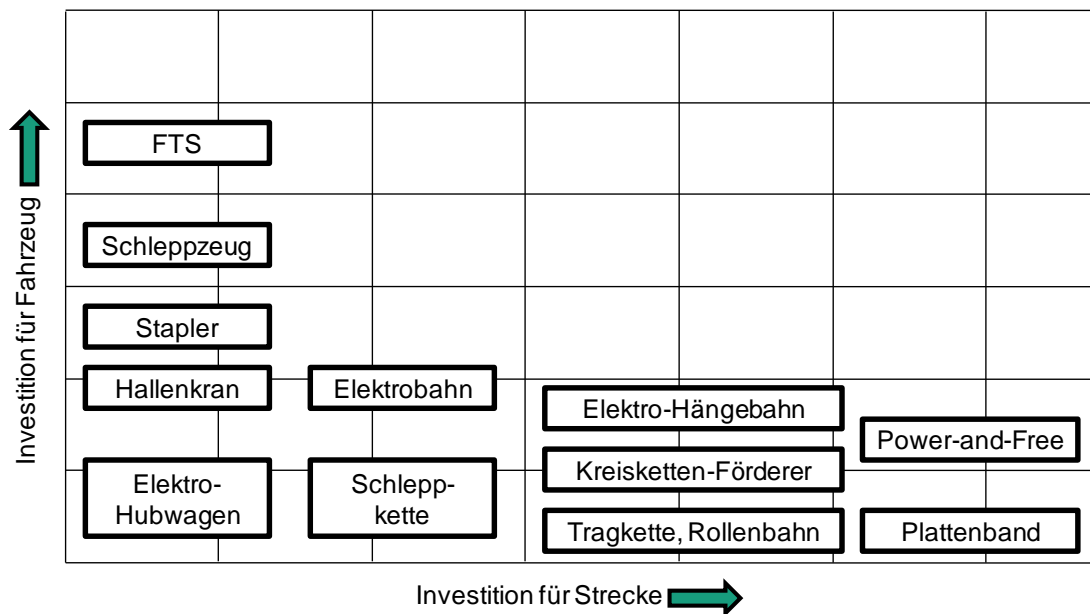 Investition für Fahrzeug
FTS
Schleppzeug
Stapler
Hallenkran
Elektrobahn
Elektro-Hängebahn
Power-and-Free
Elektro-
Hubwagen
Schlepp-
kette
Kreisketten-Förderer
Tragkette, Rollenbahn
Plattenband
Investition für Strecke